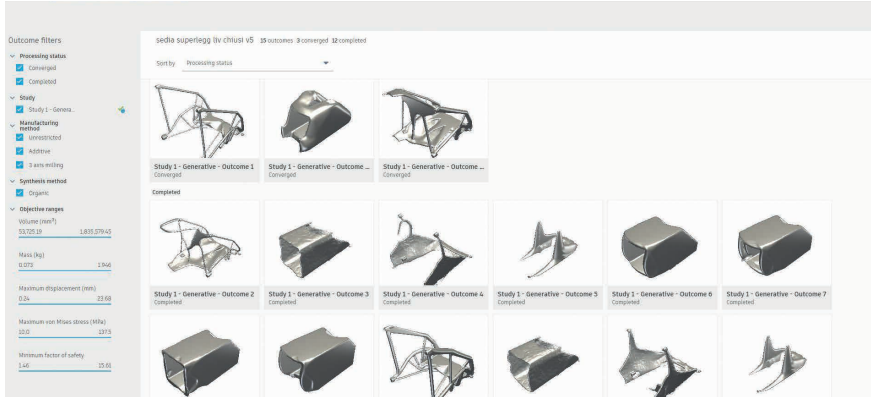 Outcome filters
Processing status
Converged
Completed
Study
Study 1 - Genera...
Manufacturing
method
Unrestricted
Additive
3 axis milling
Synthesis method
Organic
Objective ranges
Volume (mm³)
53,725.19 1,835,579.45
Mass (kg)
0.073 1.946
Maximum displacement (mm)
0.24 23.68
Maximum von Mises stress (MPa)
10.0 137.5
Minimum factor of safety
1.46 15.61
sedia superlegg liv chiusi v5 15 outcomes 3 converged 12 completed
Sort by Processing status
Study 1 - Generative - Outcome 1
Converged
Study 1 - Generative - Outcome ...
Converged
Study 1 - Generative - Outcome ...
Converged
Completed
Study 1 - Generative - Outcome 2
Completed
Study 1 - Generative - Outcome 3
Completed
Study 1 - Generative - Outcome 4
Completed
Study 1 - Generative - Outcome 5
Completed
Study 1 - Generative - Outcome 6
Completed
Study 1 - Generative - Outcome 7
Completed